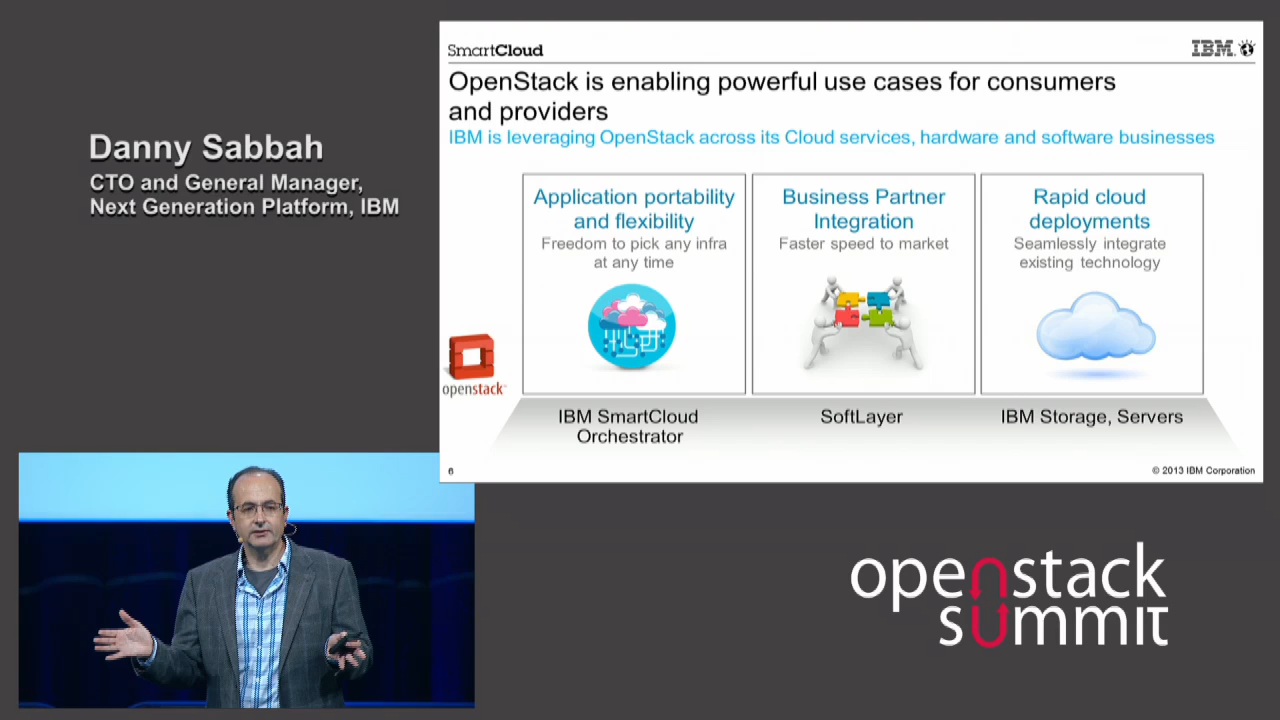 Danny Sabbah
CTO and General Manager,
Next Generation Platform, IBM
SmartCloud
IBM
OpenStack is enabling powerful use cases for consumers
and providers
IBM is leveraging OpenStack across its Cloud services, hardware and software businesses
Application portability
and flexibility
Freedom to pick any infra
at any time
Business Partner
Integration
Faster speed to market
Rapid cloud
deployments
Seamlessly integrate
existing technology
openstack
IBM SmartCloud
Orchestrator
SoftLayer
IBM Storage, Servers
6
© 2013 IBM Corporation
openstack
summit